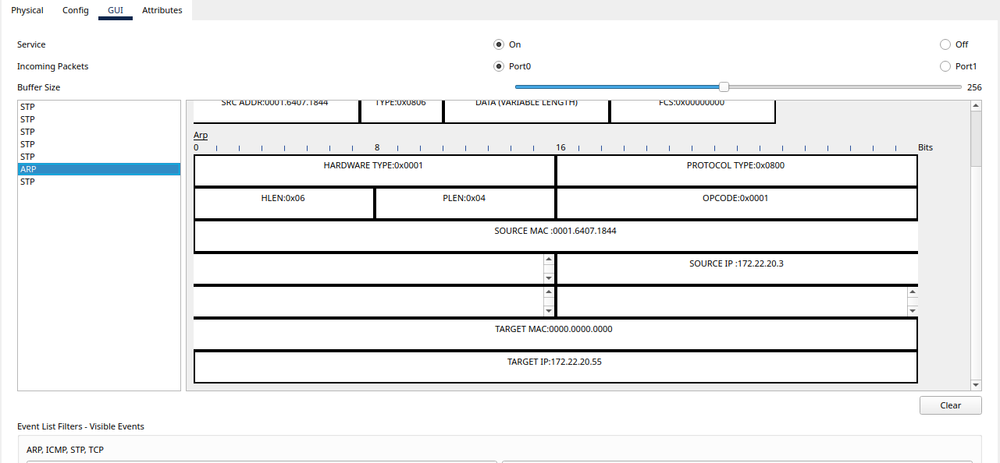 Physical Config GUI Attributes
Service On Off
Incoming Packets Port0 Port1
Buffer Size 256
STP
STP
STP
STP
STP
ARP
STP
SRC ADDR:0001.6407.1844 TYPE:0x0806 DATA (VARIABLE LENGTH) FCS:0x00000000
Arp
0 8 16 Bits
HARDWARE TYPE:0x0001 PROTOCOL TYPE:0x0800
HLEN:0x06 PLEN:0x04 OPCODE:0x0001
SOURCE MAC :0001.6407.1844
SOURCE IP :172.22.20.3
TARGET MAC:0000.0000.0000
TARGET IP:172.22.20.55
Clear
Event List Filters - Visible Events
ARP, ICMP, STP, TCP